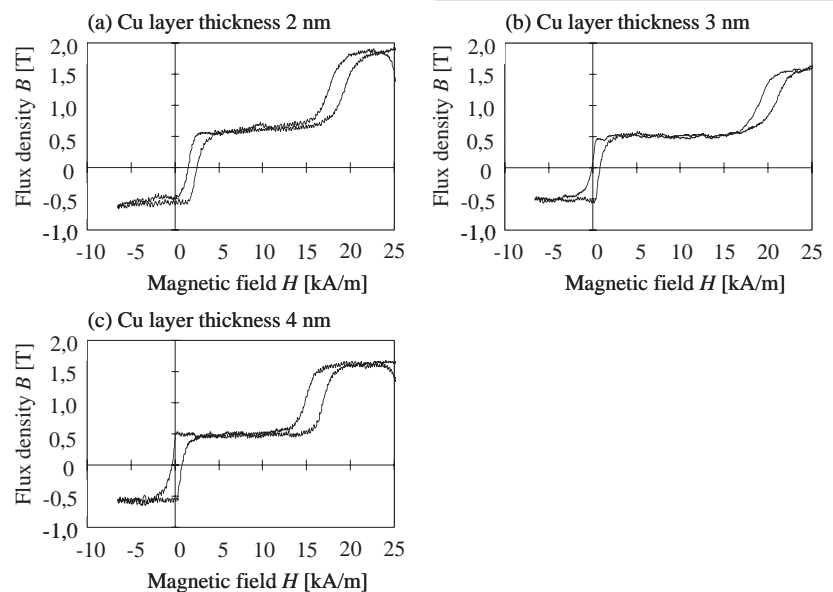 (a) Cu layer thickness 2 nm
Flux density B [T]
2,0
1,5
1,0
0,5
0
-0,5
-1,0
-10 -5 0 5 10 15 20 25
Magnetic field H [kA/m]
(b) Cu layer thickness 3 nm
Flux density B [T]
2,0
1,5
1,0
0,5
0
-0,5
-1,0
-10 -5 0 5 10 15 20 25
Magnetic field H [kA/m]
(c) Cu layer thickness 4 nm
Flux density B [T]
2,0
1,5
1,0
0,5
0
-0,5
-1,0
-10 -5 0 5 10 15 20 25
Magnetic field H [kA/m]